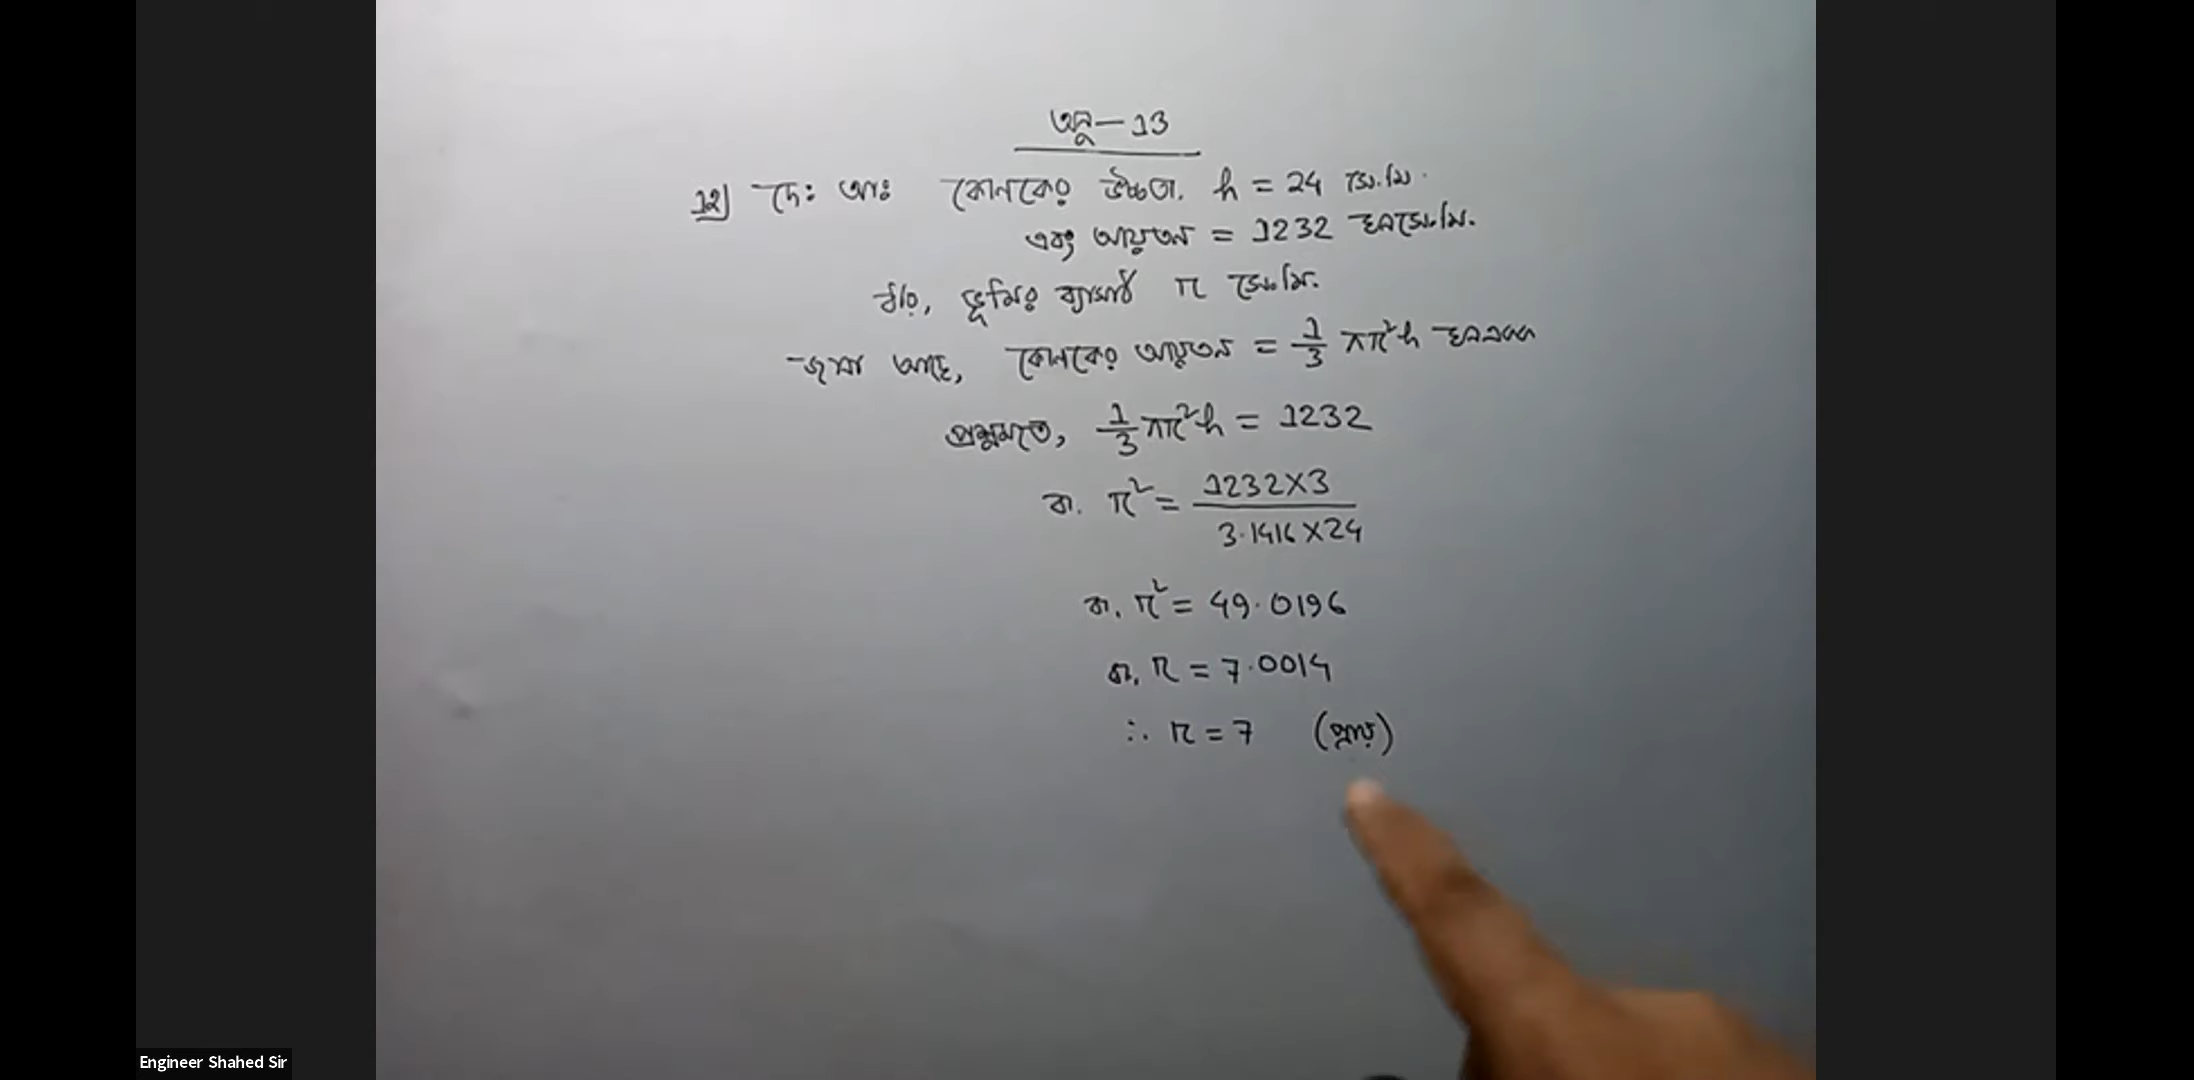 অনু—13
12) দেঃ আঃ কোনকের উচ্চতা, h = 24 সে.মি.
এবং আয়তন = 1232 ঘনসে.মি.
ধরি, ভূমির ব্যাসার্ধ r সে.মি.
জানা আছে, কোনকের আয়তন = 1/3 πr²h ঘনএকক
প্রশ্নমতে, 1/3 πr²h = 1232
বা, r² = 1232×3 / 3.1416×24
বা, r² = 49.0196
বা, r = 7.0014
∴ r = 7 (প্রায়)
Engineer Shahed Sir